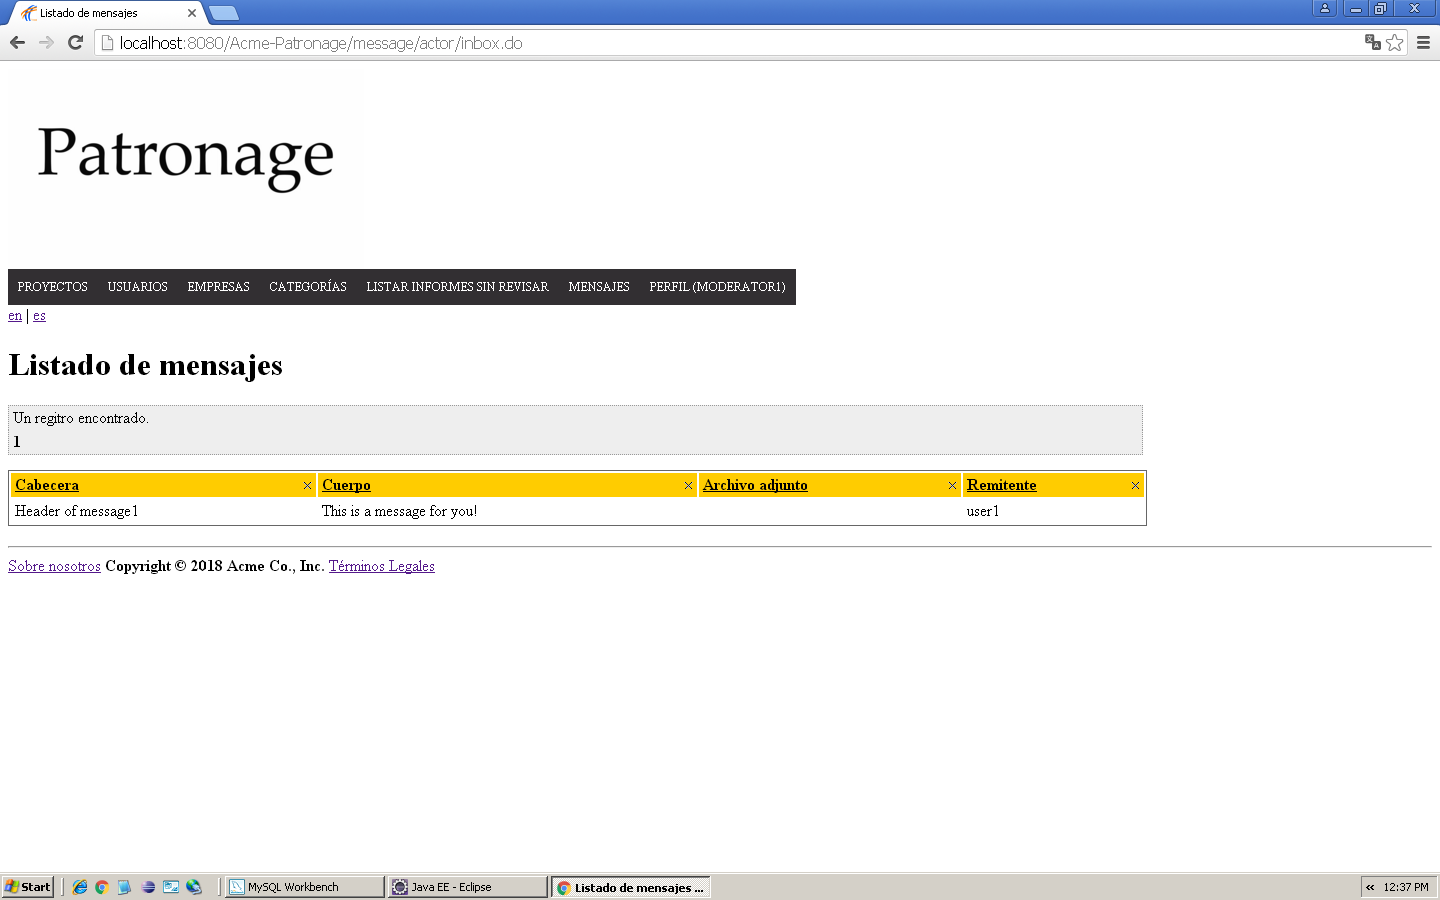 Listado de mensajes
localhost:8080/Acme-Patronage/message/actor/inbox.do
Patronage
PROYECTOS USUARIOS EMPRESAS CATEGORÍAS LISTAR INFORMES SIN REVISAR MENSAJES PERFIL (MODERATOR1)
en | es
Listado de mensajes
Un regitro encontrado.
1
Cabecera Cuerpo Archivo adjunto Remitente
Header of message1 This is a message for you! user1
Sobre nosotros Copyright © 2018 Acme Co., Inc. Términos Legales
Start MySQL Workbench Java EE - Eclipse Listado de mensajes ... « 12:37 PM